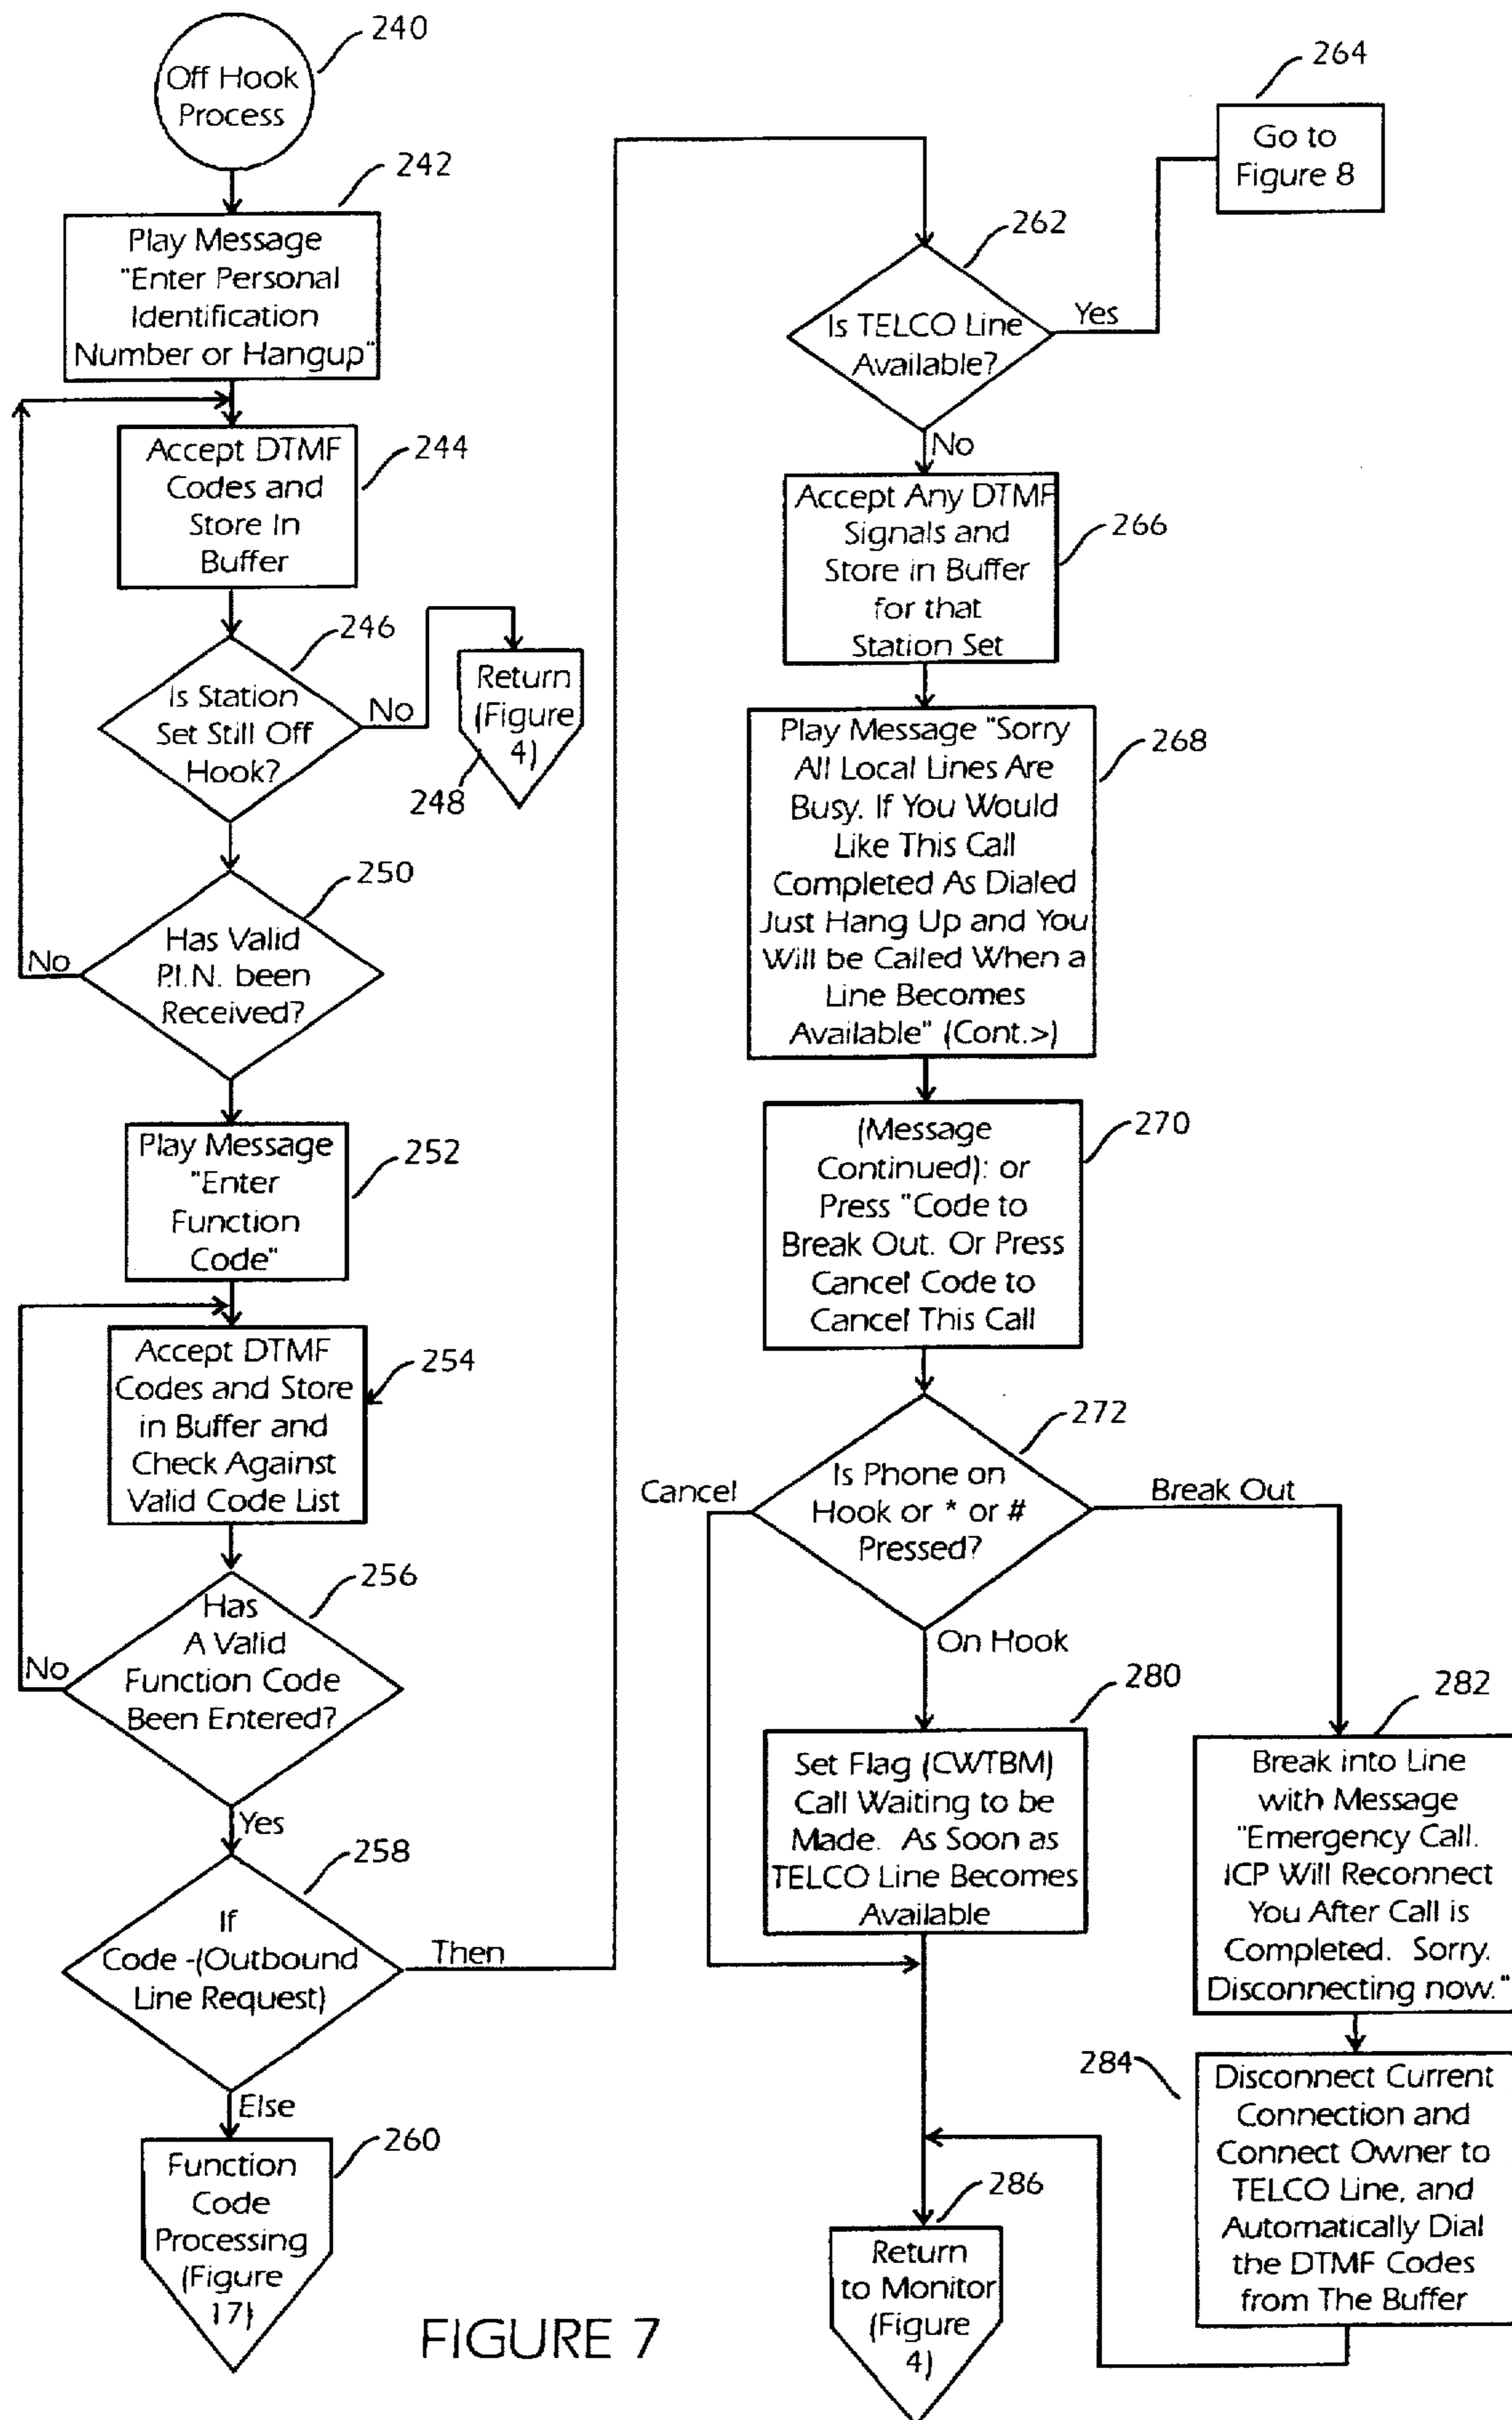 240
Off Hook
Process
242
Play Message
"Enter Personal
Identification
Number or Hangup"
Accept DTMF
Codes and
Store In
Buffer
244
246
Is Station
Set Still Off
Hook?
No
Return
(Figure
4)
248
250
Has Valid
P.I.N. been
Received?
No
Play Message
"Enter
Function
Code"
252
Accept DTMF
Codes and Store
in Buffer and
Check Against
Valid Code List
254
256
Has
A Valid
Function Code
Been Entered?
No
Yes
258
If
Code -(Outbound
Line Request)
Then
Else
260
Function
Code
Processing
(Figure
17)
264
Go to
Figure 8
262
Is TELCO Line
Available?
Yes
No
Accept Any DTMF
Signals and
Store in Buffer
for that
Station Set
266
Play Message "Sorry
All Local Lines Are
Busy. If You Would
Like This Call
Completed As Dialed
Just Hang Up and You
Will be Called When a
Line Becomes
Available" (Cont.>)
268
(Message
Continued): or
Press "Code to
Break Out. Or Press
Cancel Code to
Cancel This Call
270
272
Is Phone on
Hook or * or #
Pressed?
Cancel
Break Out
On Hook
280
Set Flag (CWTBM)
Call Waiting to be
Made. As Soon as
TELCO Line Becomes
Available
282
Break into Line
with Message
"Emergency Call.
ICP Will Reconnect
You After Call is
Completed. Sorry.
Disconnecting now."
284
Disconnect Current
Connection and
Connect Owner to
TELCO Line, and
Automatically Dial
the DTMF Codes
from The Buffer
286
Return
to Monitor
(Figure
4)
FIGURE 7